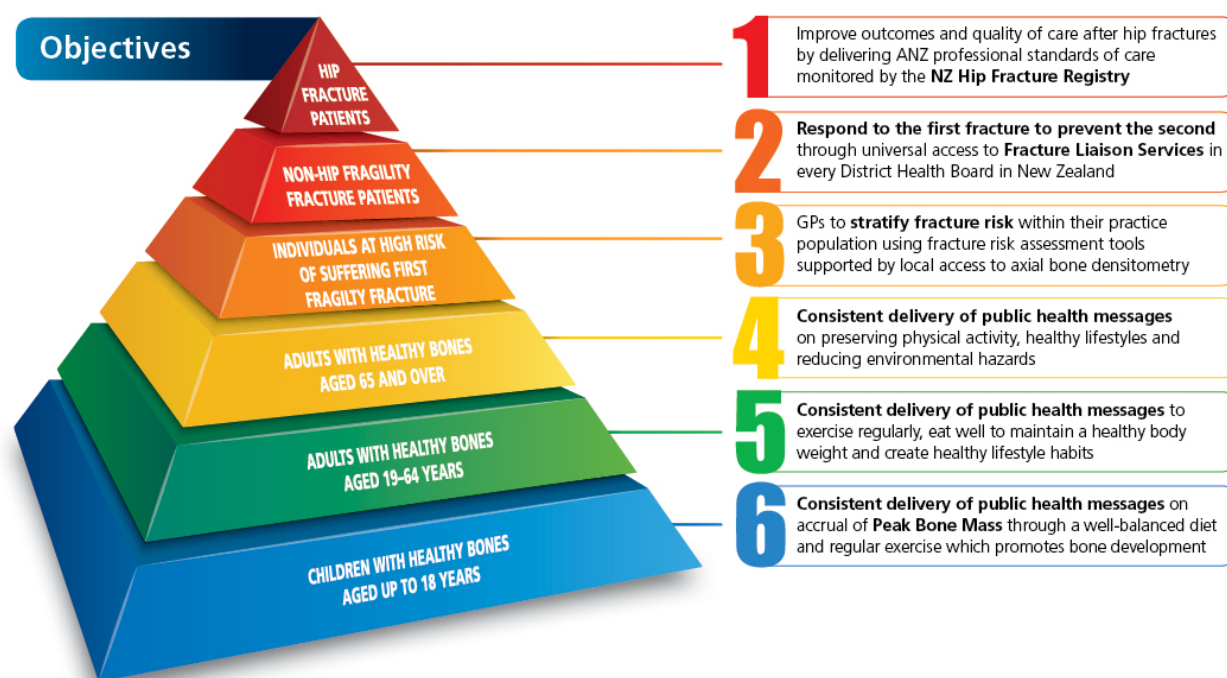 Objectives
HIP
FRACTURE
PATIENTS
1
Improve outcomes and quality of care after hip fractures
by delivering ANZ professional standards of care
monitored by the NZ Hip Fracture Registry
NON-HIP FRAGILITY
FRACTURE PATIENTS
2
Respond to the first fracture to prevent the second
through universal access to Fracture Liaison Services in
every District Health Board in New Zealand
INDIVIDUALS AT HIGH RISK
OF SUFFERING FIRST
FRAGILTY FRACTURE
3
GPs to stratify fracture risk within their practice
population using fracture risk assessment tools
supported by local access to axial bone densitometry
ADULTS WITH HEALTHY BONES
AGED 65 AND OVER
4
Consistent delivery of public health messages
on preserving physical activity, healthy lifestyles and
reducing environmental hazards
ADULTS WITH HEALTHY BONES
AGED 19–64 YEARS
5
Consistent delivery of public health messages to
exercise regularly, eat well to maintain a healthy body
weight and create healthy lifestyle habits
CHILDREN WITH HEALTHY BONES
AGED UP TO 18 YEARS
6
Consistent delivery of public health messages on
accrual of Peak Bone Mass through a well-balanced diet
and regular exercise which promotes bone development